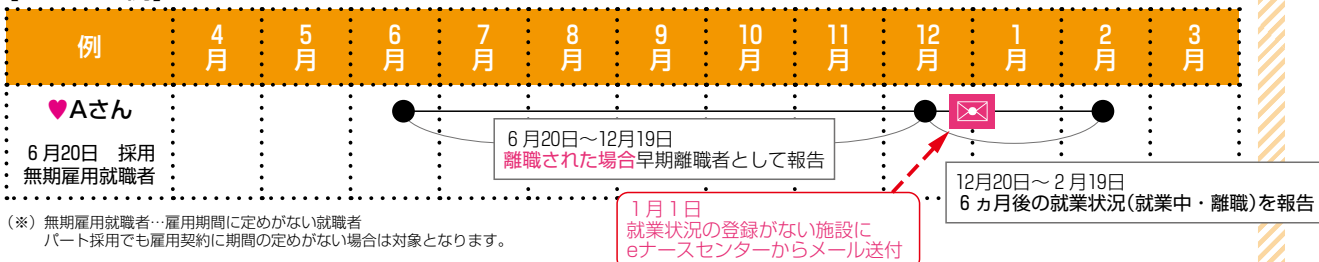 例 4月 5月 6月 7月 8月 9月 10月 11月 12月 1月 2月 3月
♥Aさん
6月20日 採用
無期雇用就職者
6月20日～12月19日
離職された場合早期離職者として報告
12月20日～2月19日
6ヵ月後の就業状況(就業中・離職)を報告
1月1日
就業状況の登録がない施設に
eナースセンターからメール送付
(※) 無期雇用就職者…雇用期間に定めがない就職者
パート採用でも雇用契約に期間の定めがない場合は対象となります。